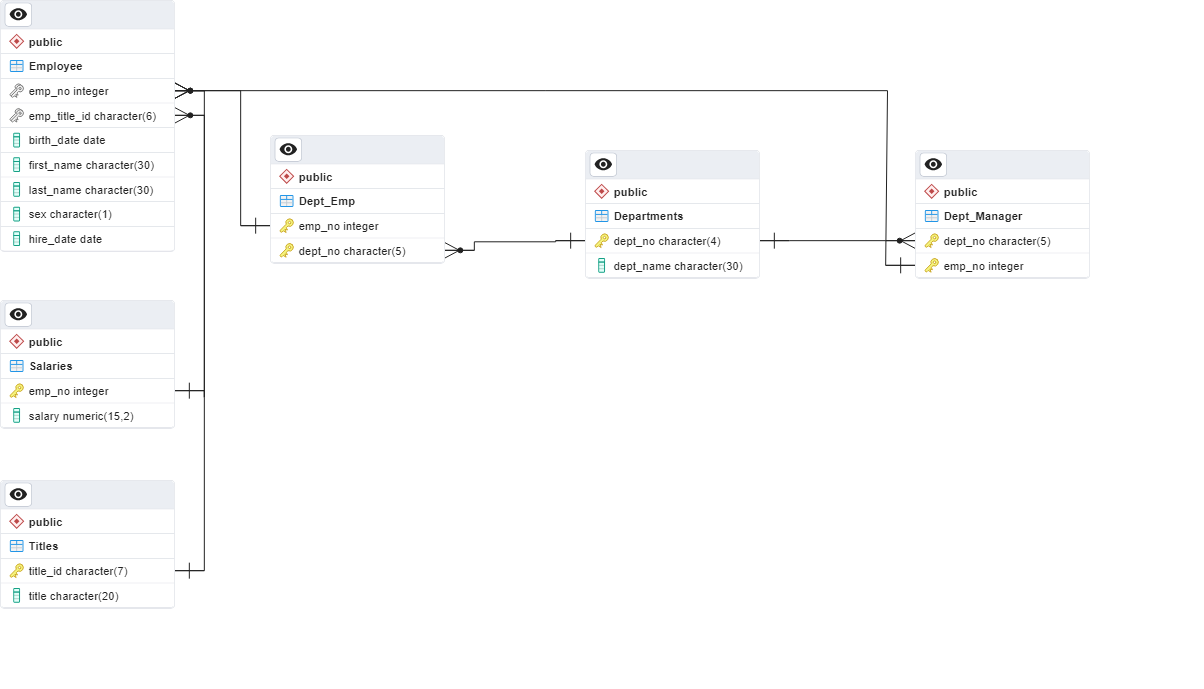 public
Employee
emp_no integer
emp_title_id character(6)
birth_date date
first_name character(30)
last_name character(30)
sex character(1)
hire_date date
public
Dept_Emp
emp_no integer
dept_no character(5)
public
Departments
dept_no character(4)
dept_name character(30)
public
Dept_Manager
dept_no character(5)
emp_no integer
public
Salaries
emp_no integer
salary numeric(15,2)
public
Titles
title_id character(7)
title character(20)